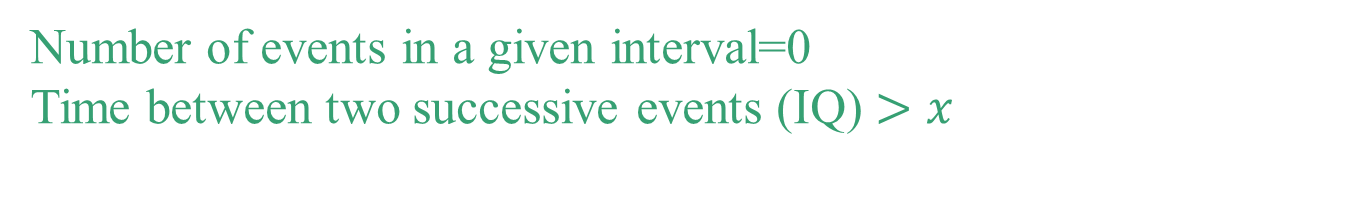 Number of events in a given interval=0
Time between two successive events (IQ) > x